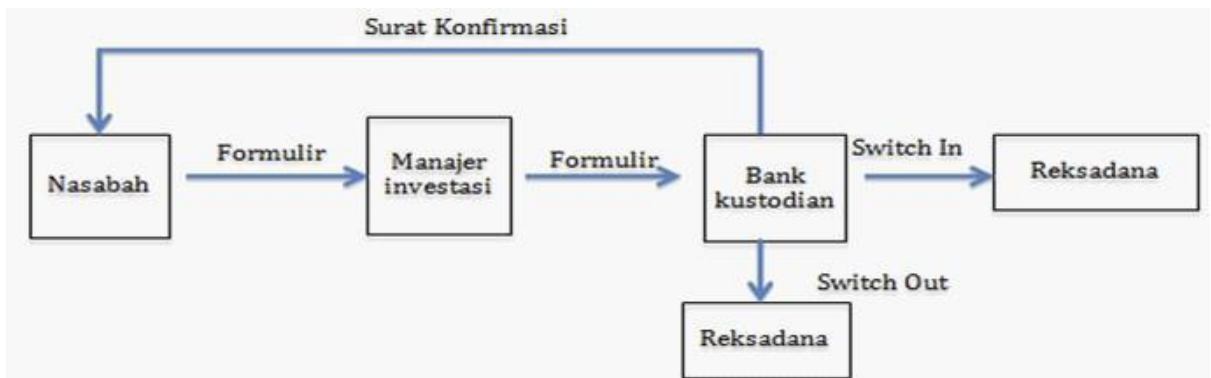 Surat Konfirmasi
Nasabah
Formulir
Manajer
investasi
Formulir
Bank
kustodian
Switch In
Reksadana
Switch Out
Reksadana